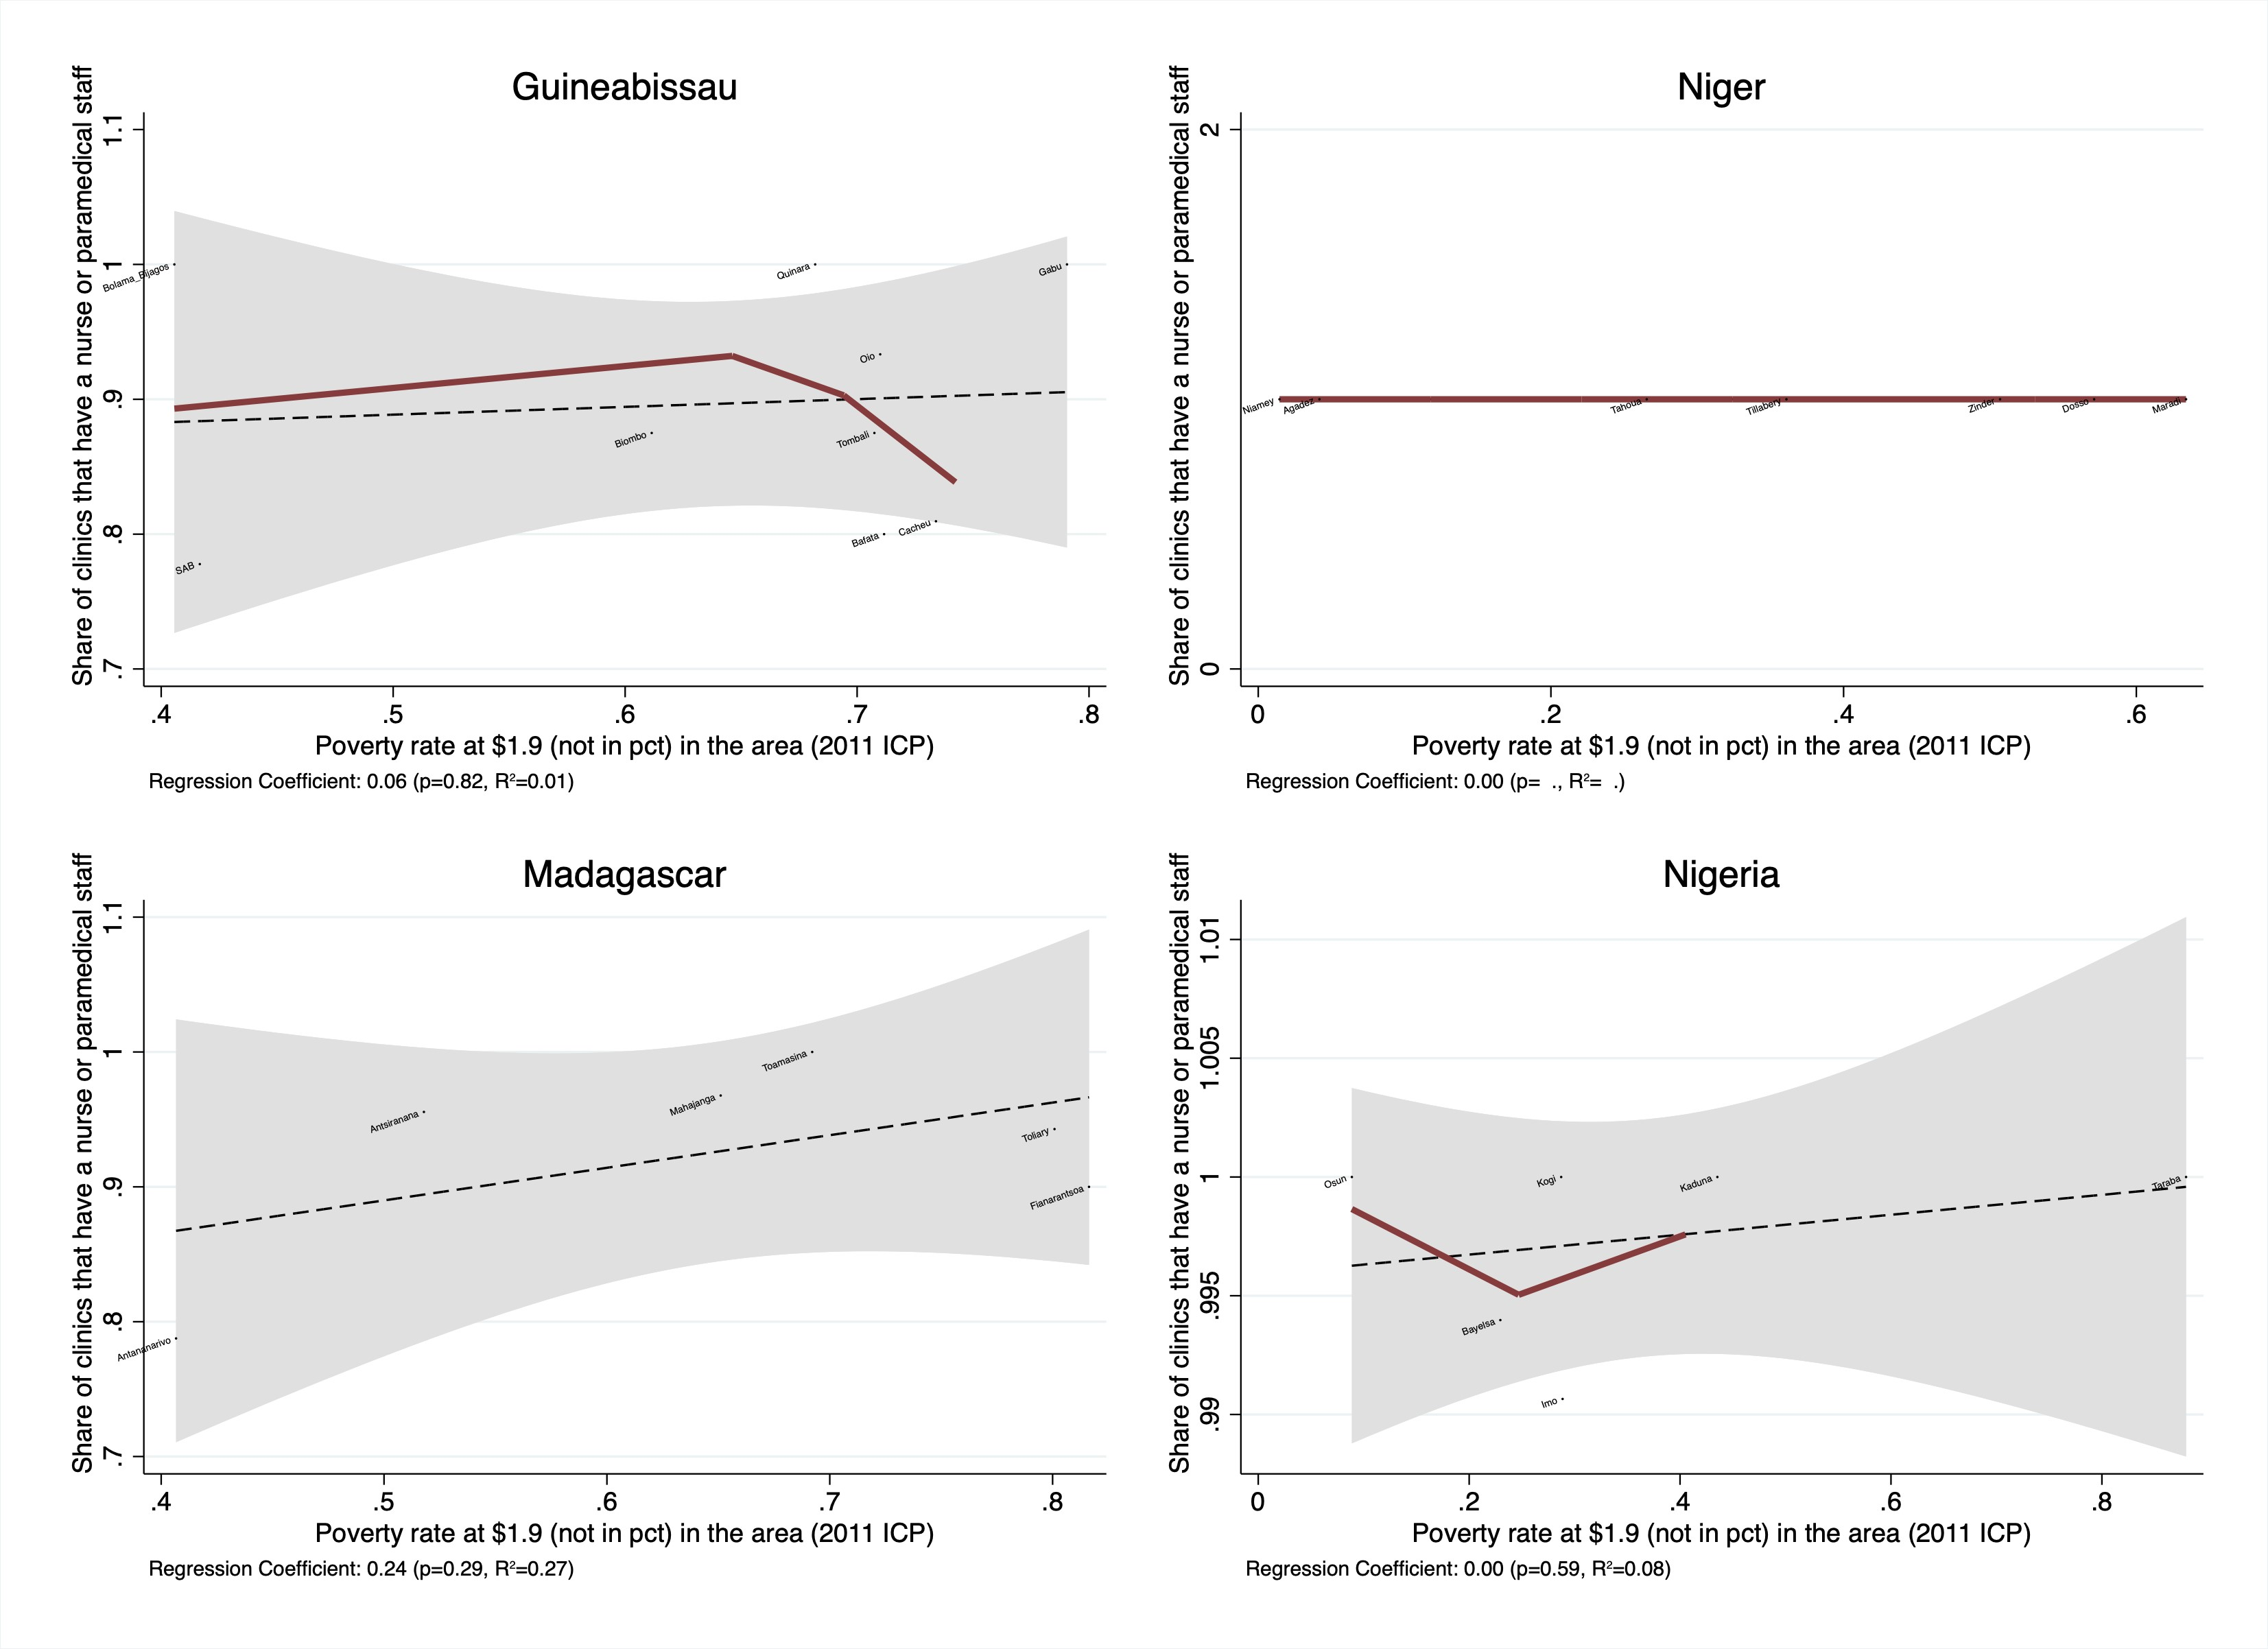 Guineabissau
Share of clinics that have a nurse or paramedical staff
1.1
1
.9
.8
.7
Bolama_Bijagos
Quinara
Gabu
Oio
Biombo
Tombali
Cacheu
Bafata
SAB
.4 .5 .6 .7 .8
Poverty rate at $1.9 (not in pct) in the area (2011 ICP)
Regression Coefficient: 0.06 (p=0.82, R²=0.01)
Niger
Share of clinics that have a nurse or paramedical staff
2
0
Niamey
Agadez
Tahoua
Tillabery
Zinder
Dosso
Maradi
0 .2 .4 .6
Poverty rate at $1.9 (not in pct) in the area (2011 ICP)
Regression Coefficient: 0.00 (p= ., R²= .)
Madagascar
Share of clinics that have a nurse or paramedical staff
1.1
1
.9
.8
.7
Toamasina
Mahajanga
Antsiranana
Toliary
Fianarantsoa
Antananarivo
.4 .5 .6 .7 .8
Poverty rate at $1.9 (not in pct) in the area (2011 ICP)
Regression Coefficient: 0.24 (p=0.29, R²=0.27)
Nigeria
Share of clinics that have a nurse or paramedical staff
1.01
1.005
1
.995
.99
Osun
Kogi
Kaduna
Taraba
Bayelsa
Imo
0 .2 .4 .6 .8
Poverty rate at $1.9 (not in pct) in the area (2011 ICP)
Regression Coefficient: 0.00 (p=0.59, R²=0.08)